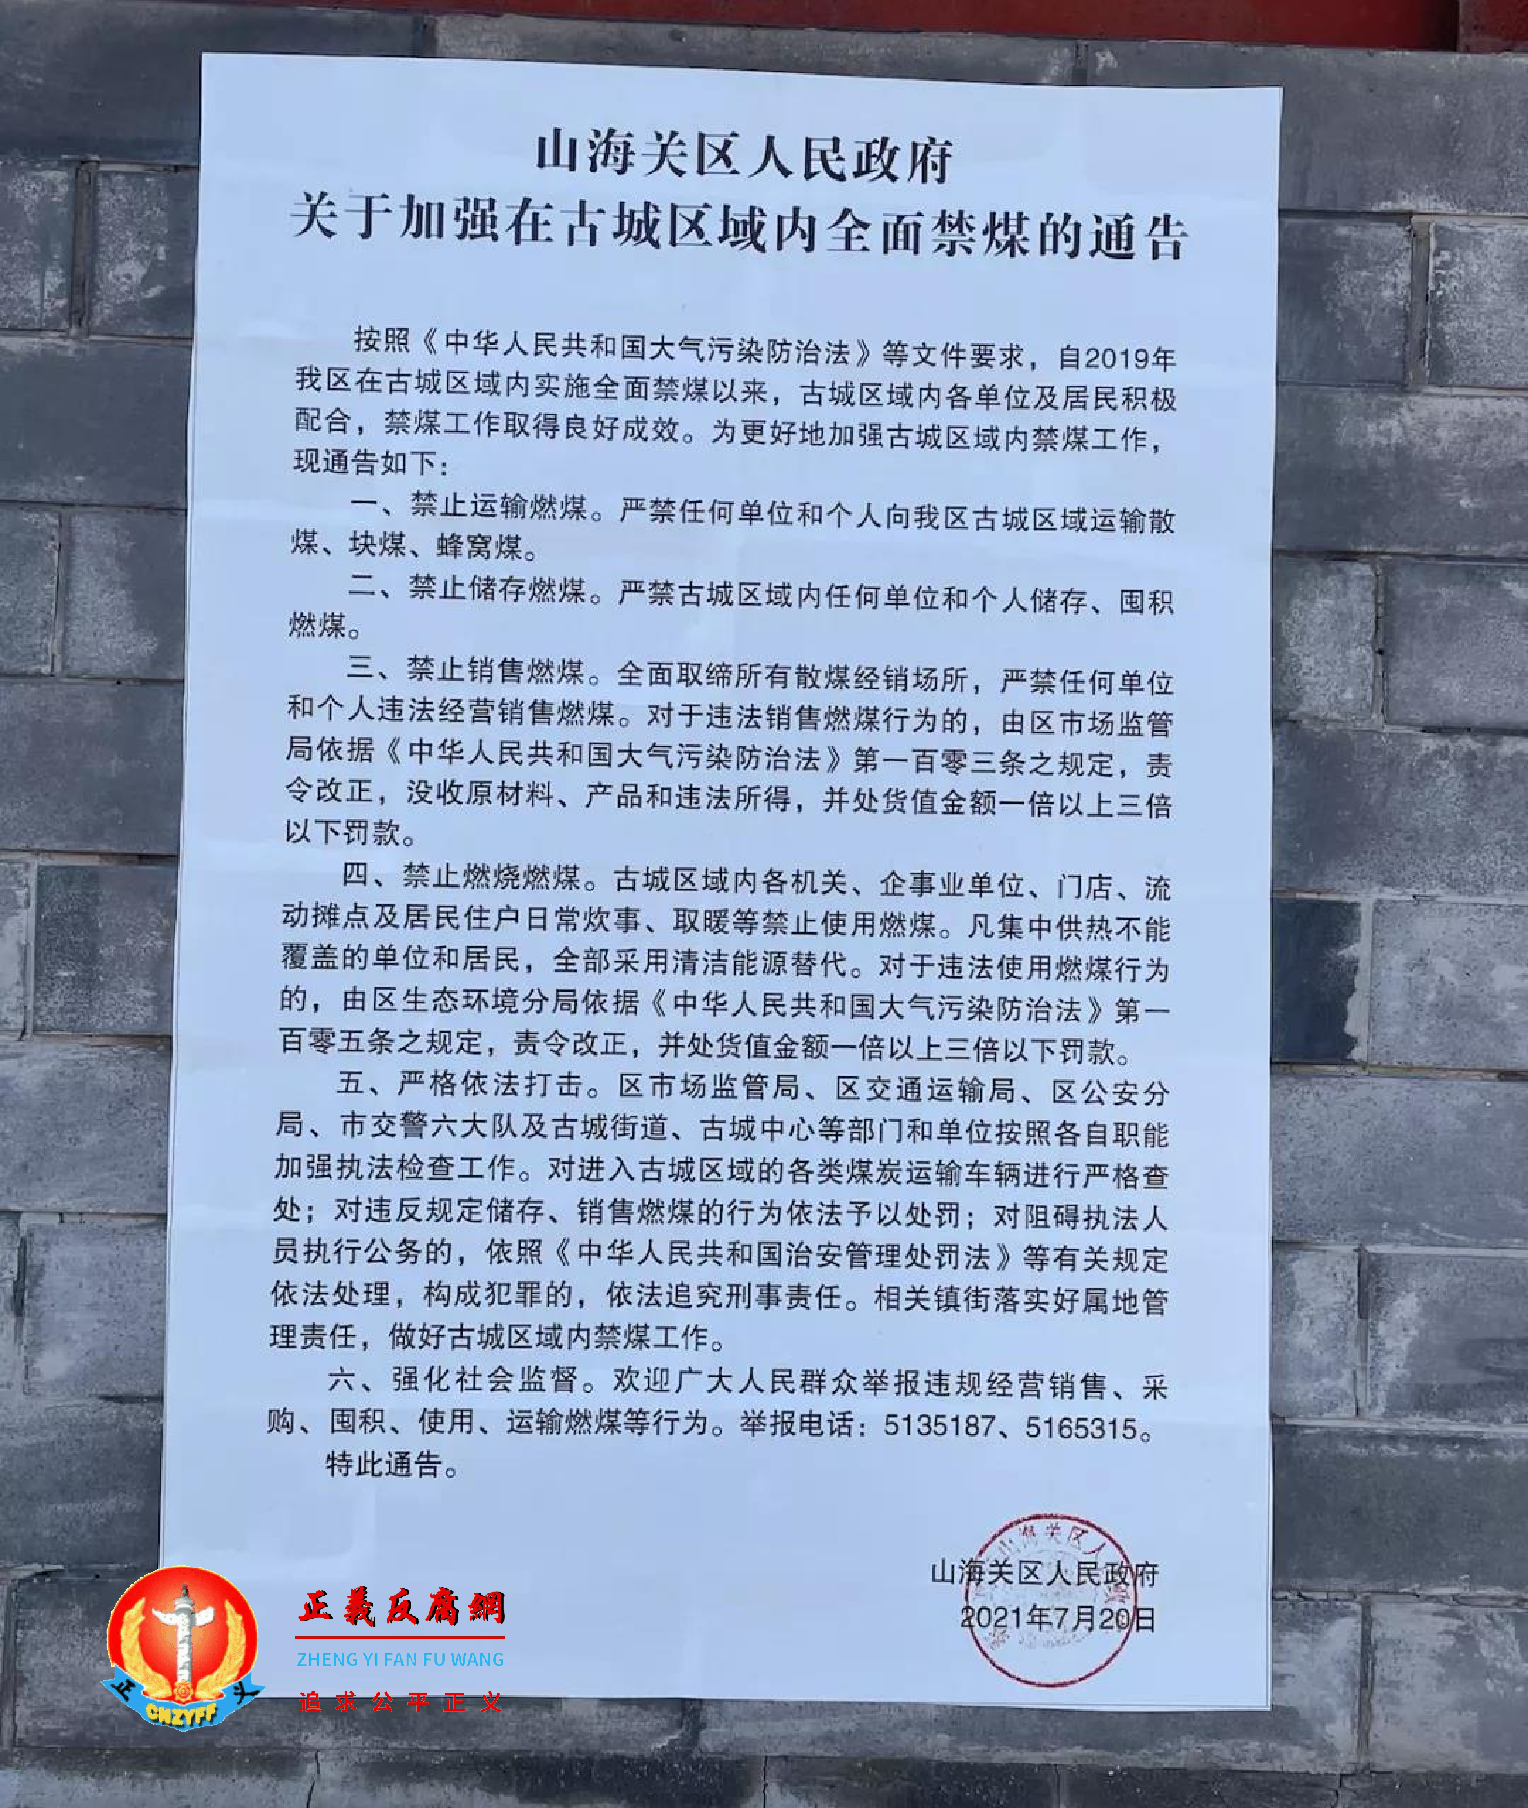 山海关区人民政府
关于加强在古城区域内全面禁煤的通告
按照《中华人民共和国大气污染防治法》等文件要求，自2019年
我区在古城区域内实施全面禁煤以来，古城区域内各单位及居民积极
配合，禁煤工作取得良好成效。为更好地加强古城区域内禁煤工作，
现通告如下：
一、禁止运输燃煤。严禁任何单位和个人向我区古城区域运输散
煤、块煤、蜂窝煤。
二、禁止储存燃煤。严禁古城区域内任何单位和个人储存、囤积
燃煤。
三、禁止销售燃煤。全面取缔所有散煤经销场所，严禁任何单位
和个人违法经营销售燃煤。对于违法销售燃煤行为的，由区市场监管
局依据《中华人民共和国大气污染防治法》第一百零三条之规定，责
令改正，没收原材料、产品和违法所得，并处货值金额一倍以上三倍
以下罚款。
四、禁止燃烧燃煤。古城区域内各机关、企事业单位、门店、流
动摊点及居民住户日常炊事、取暖等禁止使用燃煤。凡集中供热不能
覆盖的单位和居民，全部采用清洁能源替代。对于违法使用燃煤行为
的，由区生态环境分局依据《中华人民共和国大气污染防治法》第一
百零五条之规定，责令改正，并处货值金额一倍以上三倍以下罚款。
五、严格依法打击。区市场监管局、区交通运输局、区公安分
局、市交警六大队及古城街道、古城中心等部门和单位按照各自职能
加强执法检查工作。对进入古城区域的各类煤炭运输车辆进行严格查
处；对违反规定储存、销售燃煤的行为依法予以处罚；对阻碍执法人
员执行公务的，依照《中华人民共和国治安管理处罚法》等有关规定
依法处理，构成犯罪的，依法追究刑事责任。相关镇街落实好属地管
理责任，做好古城区域内禁煤工作。
六、强化社会监督。欢迎广大人民群众举报违规经营销售、采
购、囤积、使用、运输燃煤等行为。举报电话：5135187、5165315。
特此通告。
山海关区人民政府
2021年7月20日
正義反腐網
ZHENG YI FAN FU WANG
追求公平正义
正 义
CNZYFF